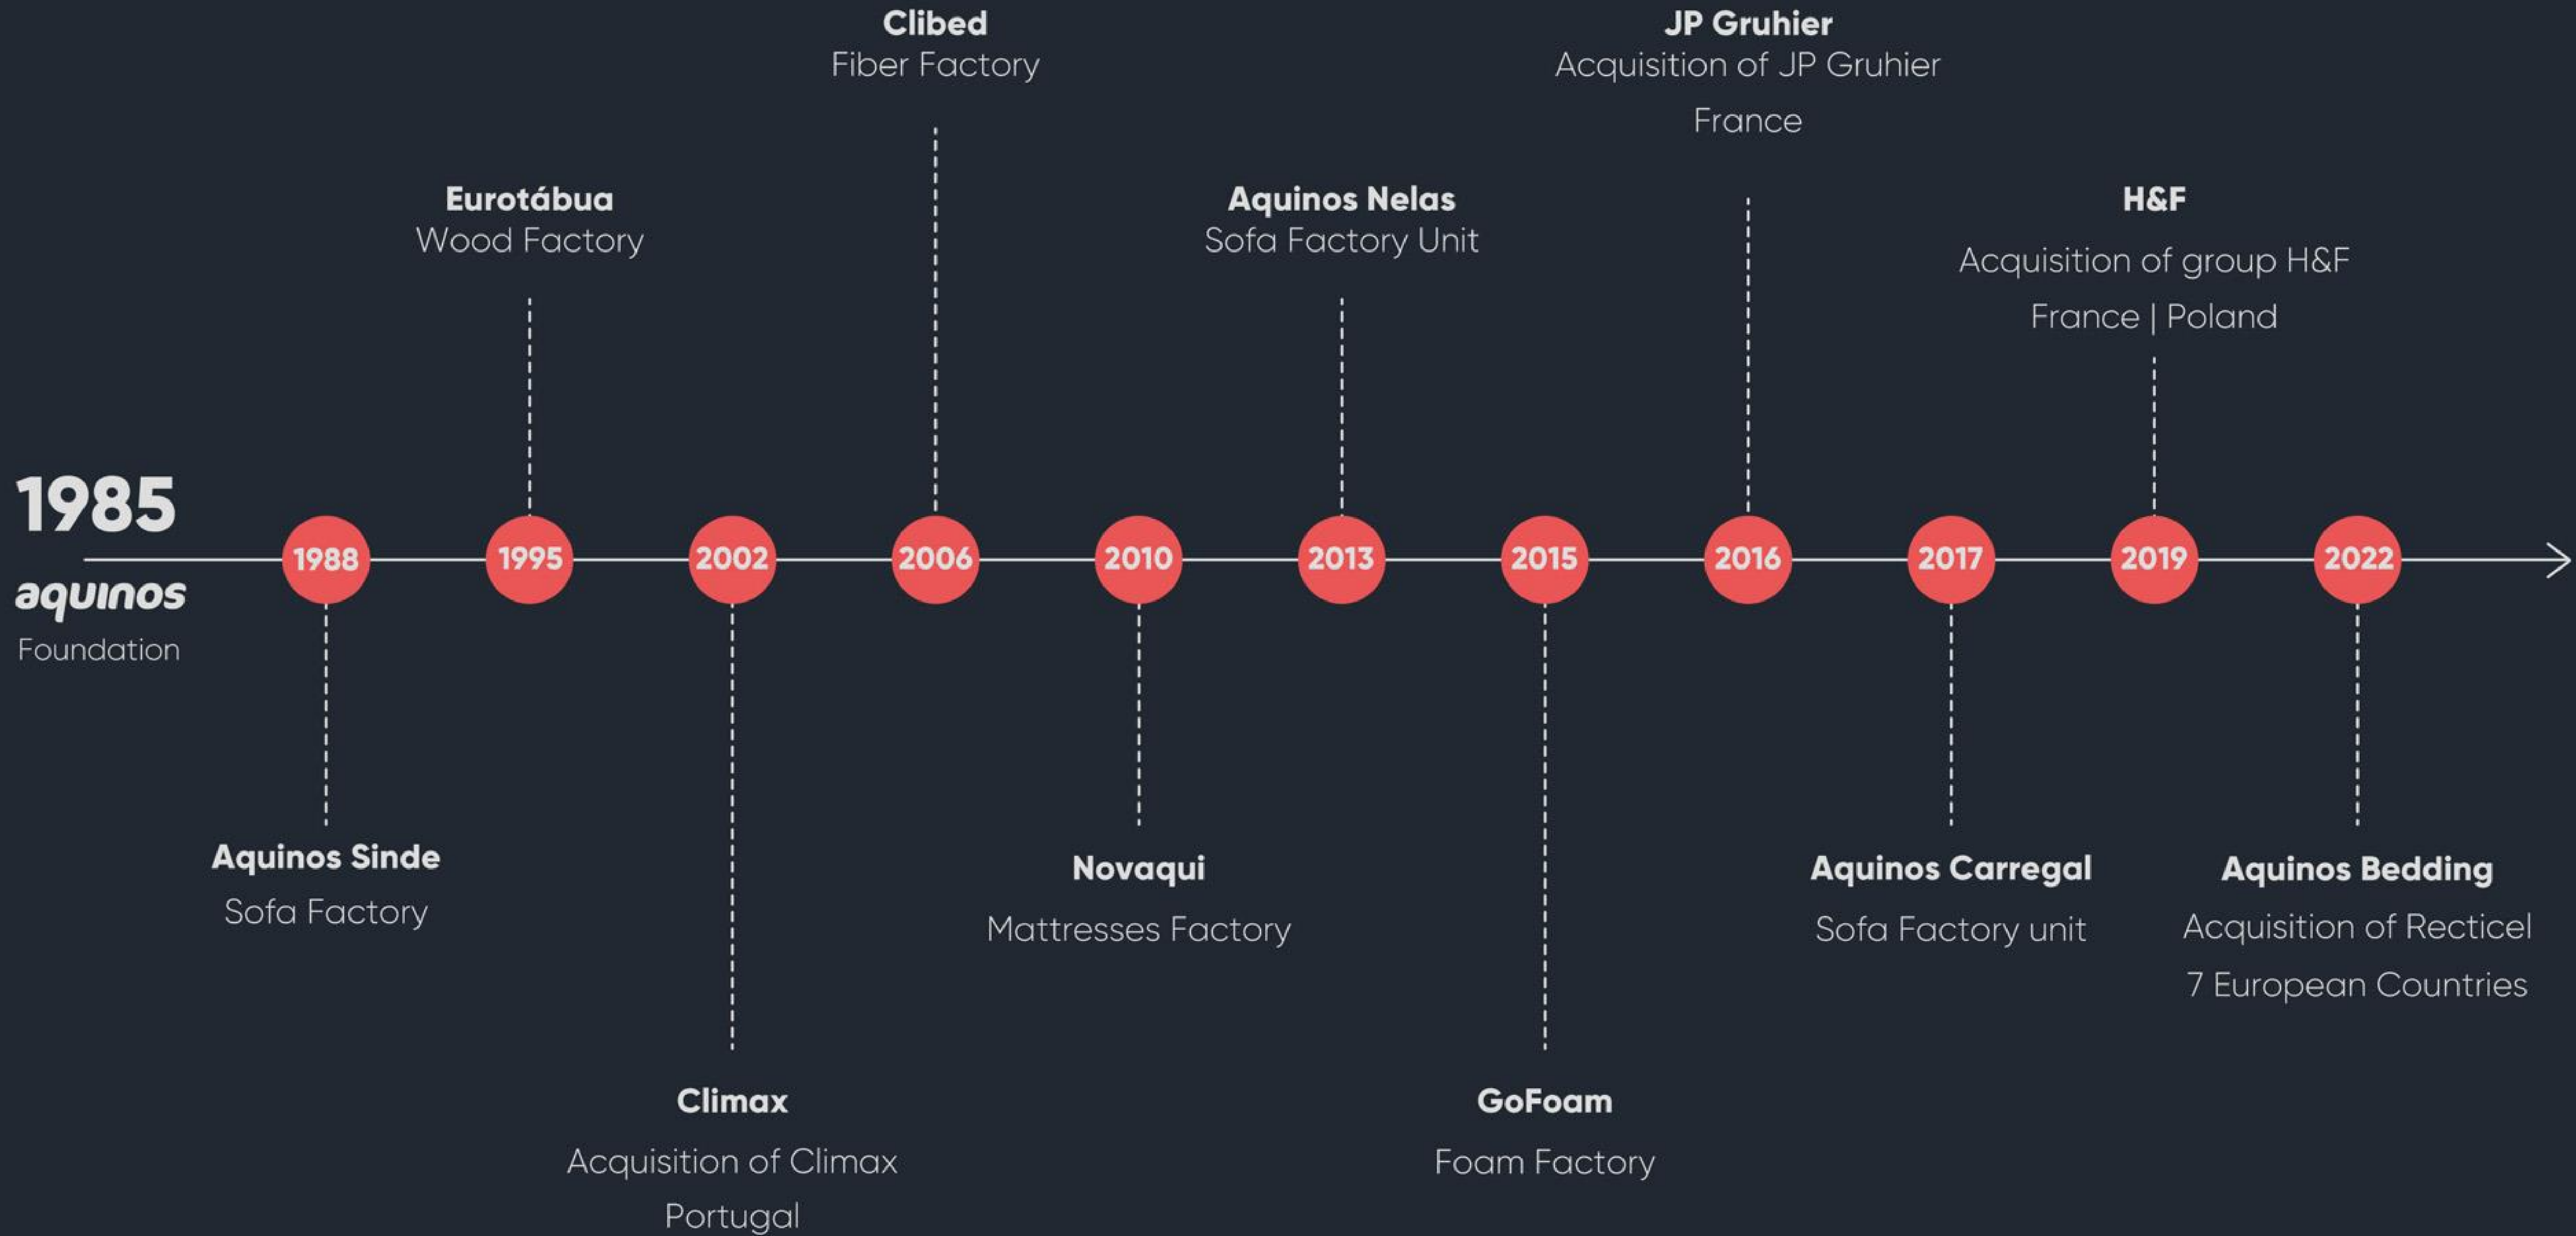 1985
aquinos
Foundation
1988
Aquinos Sinde
Sofa Factory
1995
Eurotábua
Wood Factory
2002
Climax
Acquisition of Climax
Portugal
2006
Clibed
Fiber Factory
2010
Novaqui
Mattresses Factory
2013
Aquinos Nelas
Sofa Factory Unit
2015
GoFoam
Foam Factory
2016
JP Gruhier
Acquisition of JP Gruhier
France
2017
Aquinos Carregal
Sofa Factory unit
2019
H&F
Acquisition of group H&F
France | Poland
2022
Aquinos Bedding
Acquisition of Recticel
7 European Countries